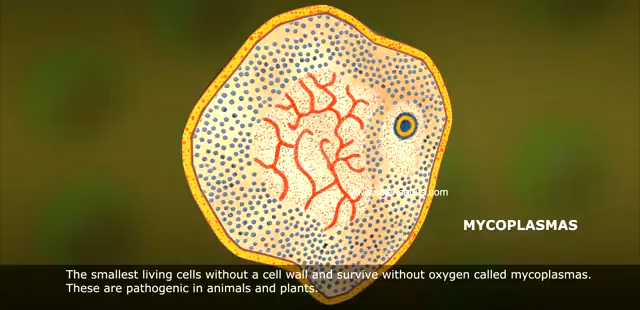 MYCOPLASMAS
The smallest living cells without a cell wall and survive without oxygen called mycoplasmas.
These are pathogenic in animals and plants.